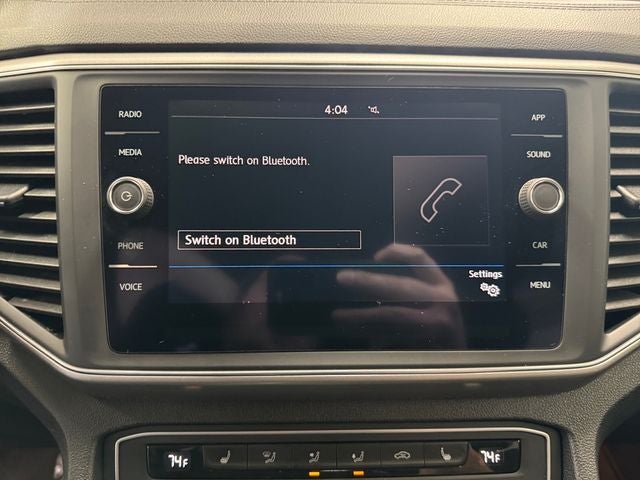 RADIO
MEDIA
PHONE
VOICE
4:04
Please switch on Bluetooth.
Switch on Bluetooth
Settings
APP
SOUND
CAR
MENU
74F
74F